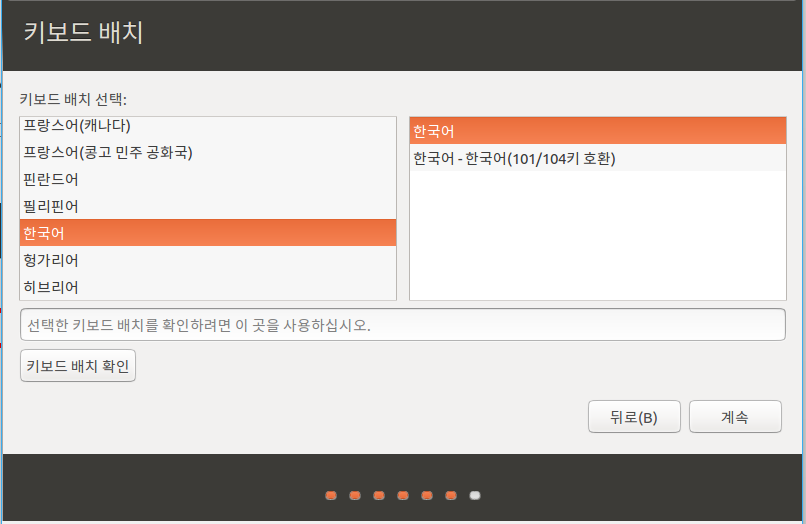 키보드 배치
키보드 배치 선택:
프랑스어(캐나다)
프랑스어(콩고 민주 공화국)
핀란드어
필리핀어
한국어
헝가리어
히브리어
한국어
한국어 - 한국어(101/104키 호환)
선택한 키보드 배치를 확인하려면 이 곳을 사용하십시오.
키보드 배치 확인
뒤로(B)
계속